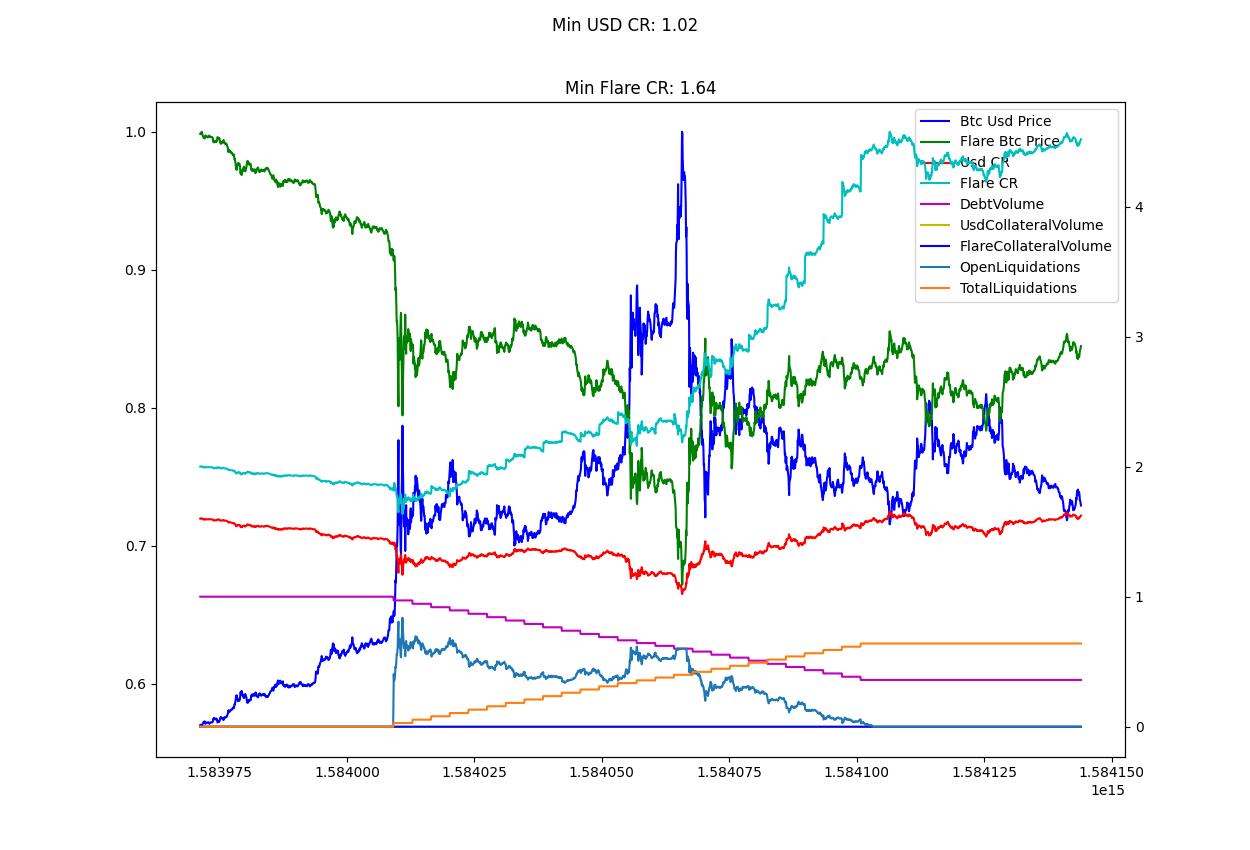 Min USD CR: 1.02
Min Flare CR: 1.64
1.0
0.9
0.8
0.7
0.6
4
3
2
1
0
Btc Usd Price
Flare Btc Price
Usd CR
Flare CR
DebtVolume
UsdCollateralVolume
FlareCollateralVolume
OpenLiquidations
TotalLiquidations
1.583975 1.584000 1.584025 1.584050 1.584075 1.584100 1.584125 1.584150
1e15